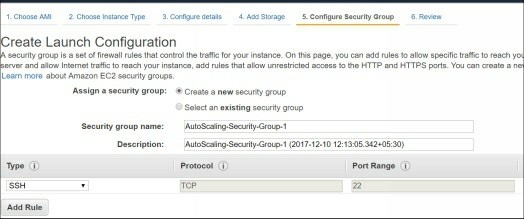 1. Choose AMI 2. Choose Instance Type 3. Configure details 4. Add Storage 5. Configure Security Group 6. Review
Create Launch Configuration
A security group is a set of firewall rules that control the traffic for your instance. On this page, you can add rules to allow specific traffic to reach you
server and allow Internet traffic to reach your instance, add rules that allow unrestricted access to the HTTP and HTTPS ports. You can create a new
Learn more about Amazon EC2 security groups.
Assign a security group: Create a new security group
Select an existing security group
Security group name: AutoScaling-Security-Group-1
Description: AutoScaling-Security-Group-1 (2017-12-10 12:13:05.342+05:30)
Type i Protocol i Port Range i
SSH TCP 22
Add Rule